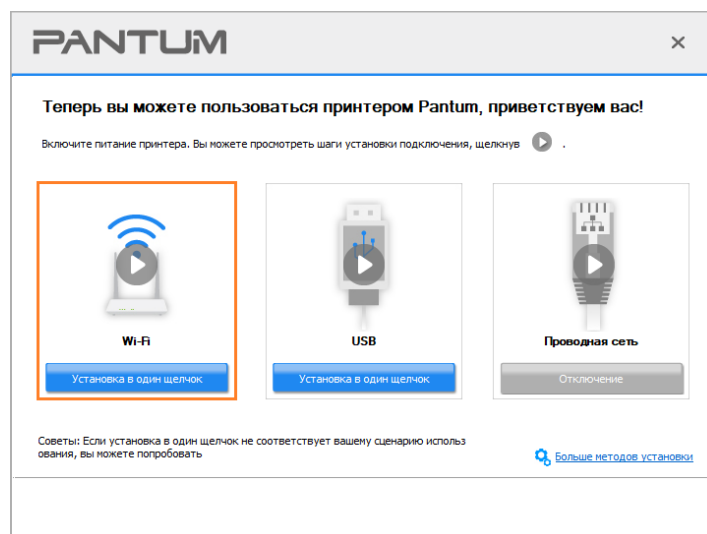 PANTUM
Теперь вы можете пользоваться принтером Pantum, приветствуем вас!
Включите питание принтера. Вы можете просмотреть шаги установки подключения, щелкнув .
Wi-Fi
USB
Проводная сеть
Установка в один щелчок
Установка в один щелчок
Отключение
Советы: Если установка в один щелчок не соответствует вашему сценарию использ
ования, вы можете попробовать
Больше методов установки